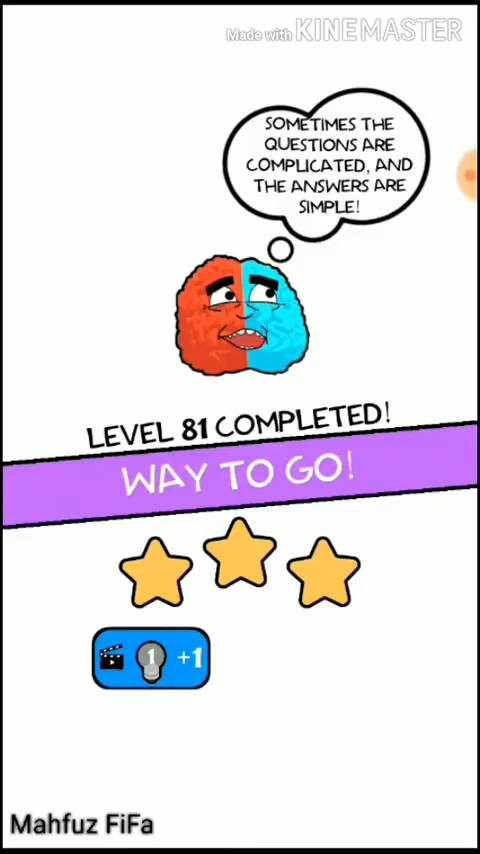 Made with KINEMASTER
SOMETIMES THE
QUESTIONS ARE
COMPLICATED, AND
THE ANSWERS ARE
SIMPLE!
LEVEL 81 COMPLETED!
WAY TO GO!
1 +1
Mahfuz FiFa